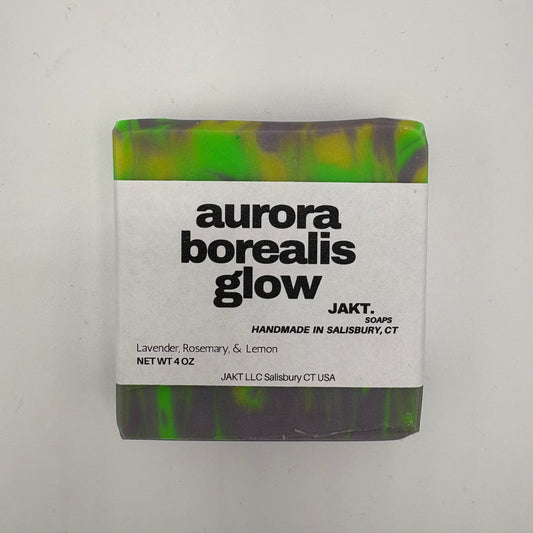 aurora
borealis
glow
JAKT.
SOAPS
HANDMADE IN SALISBURY, CT
Lavender, Rosemary, & Lemon
NET WT 4 OZ
JAKT LLC Salisbury CT USA